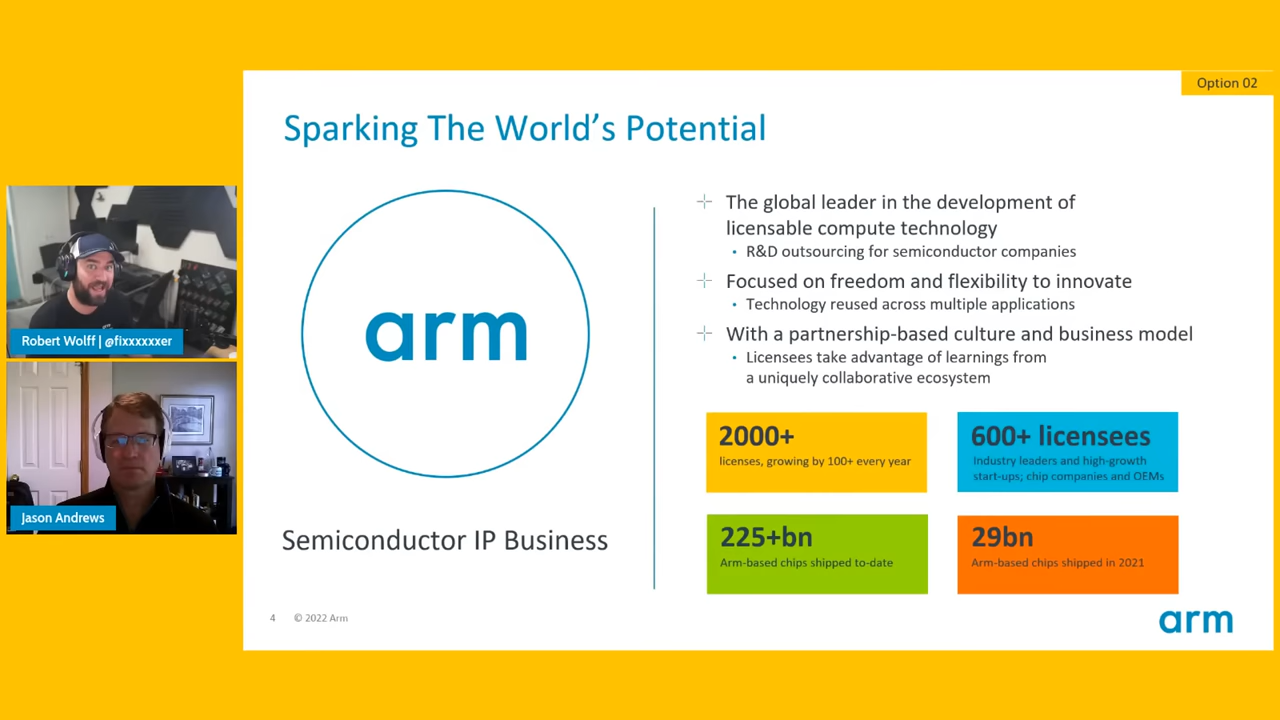 Option 02
Sparking The World's Potential
arm
Semiconductor IP Business
The global leader in the development of
licensable compute technology
• R&D outsourcing for semiconductor companies
Focused on freedom and flexibility to innovate
• Technology reused across multiple applications
With a partnership-based culture and business model
• Licensees take advantage of learnings from
a uniquely collaborative ecosystem
2000+
licenses, growing by 100+ every year
600+ licensees
Industry leaders and high-growth
start-ups; chip companies and OEMs
225+bn
Arm-based chips shipped to-date
29bn
Arm-based chips shipped in 2021
4 © 2022 Arm
arm
Robert Wolff | @fixxxxxxer
Jason Andrews